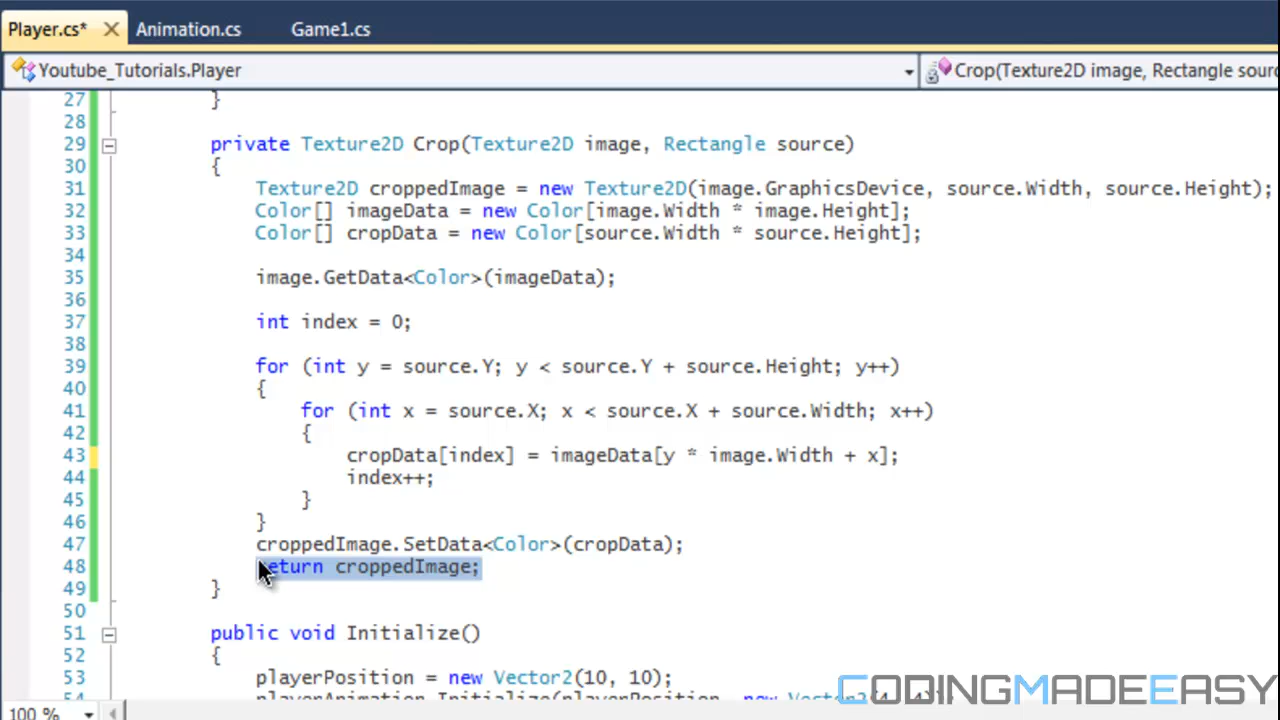 Player.cs* Animation.cs Game1.cs
Youtube_Tutorials.Player Crop(Texture2D image, Rectangle sour
27 }
28
29 private Texture2D Crop(Texture2D image, Rectangle source)
30 {
31 Texture2D croppedImage = new Texture2D(image.GraphicsDevice, source.Width, source.Height);
32 Color[] imageData = new Color[image.Width * image.Height];
33 Color[] cropData = new Color[source.Width * source.Height];
34
35 image.GetData<Color>(imageData);
36
37 int index = 0;
38
39 for (int y = source.Y; y < source.Y + source.Height; y++)
40 {
41 for (int x = source.X; x < source.X + source.Width; x++)
42 {
43 cropData[index] = imageData[y * image.Width + x];
44 index++;
45 }
46 }
47 croppedImage.SetData<Color>(cropData);
48 return croppedImage;
49 }
50
51 public void Initialize()
52 {
53 playerPosition = new Vector2(10, 10);
54 playerAnimation.Initialize(playerPosition, new Vector2(
CODINGMADEEASY
100 %